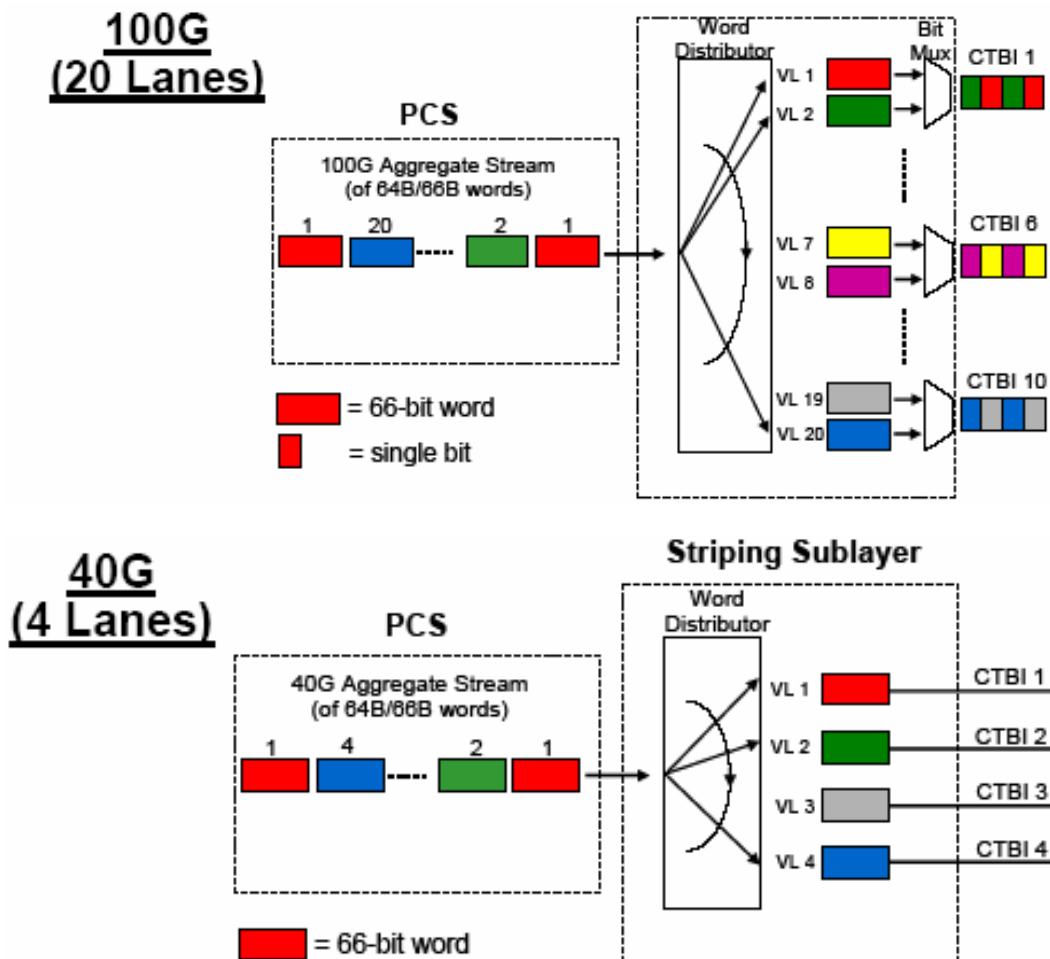 100G
(20 Lanes)
PCS
100G Aggregate Stream
(of 64B/66B words)
1 20 2 1
= 66-bit word
= single bit
Word
Distributor
VL 1
VL 2
VL 7
VL 8
VL 19
VL 20
Bit
Mux
CTBI 1
CTBI 6
CTBI 10
40G
(4 Lanes)
PCS
40G Aggregate Stream
(of 64B/66B words)
1 4 2 1
= 66-bit word
Striping Sublayer
Word
Distributor
VL 1
VL 2
VL 3
VL 4
CTBI 1
CTBI 2
CTBI 3
CTBI 4